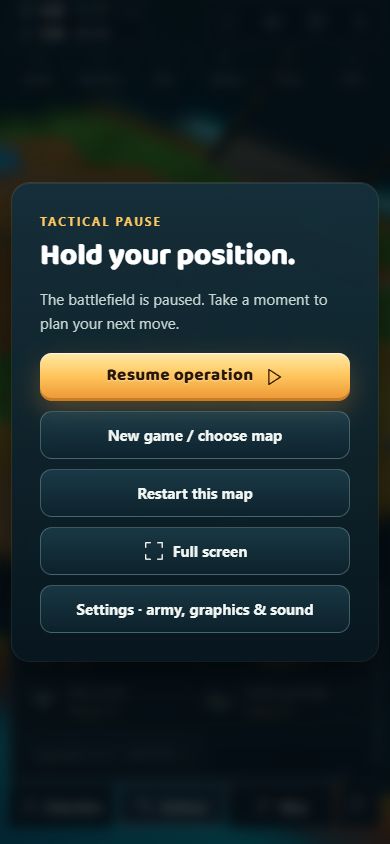 TACTICAL PAUSE
Hold your position.
The battlefield is paused. Take a moment to
plan your next move.
Resume operation
New game / choose map
Restart this map
Full screen
Settings · army, graphics & sound